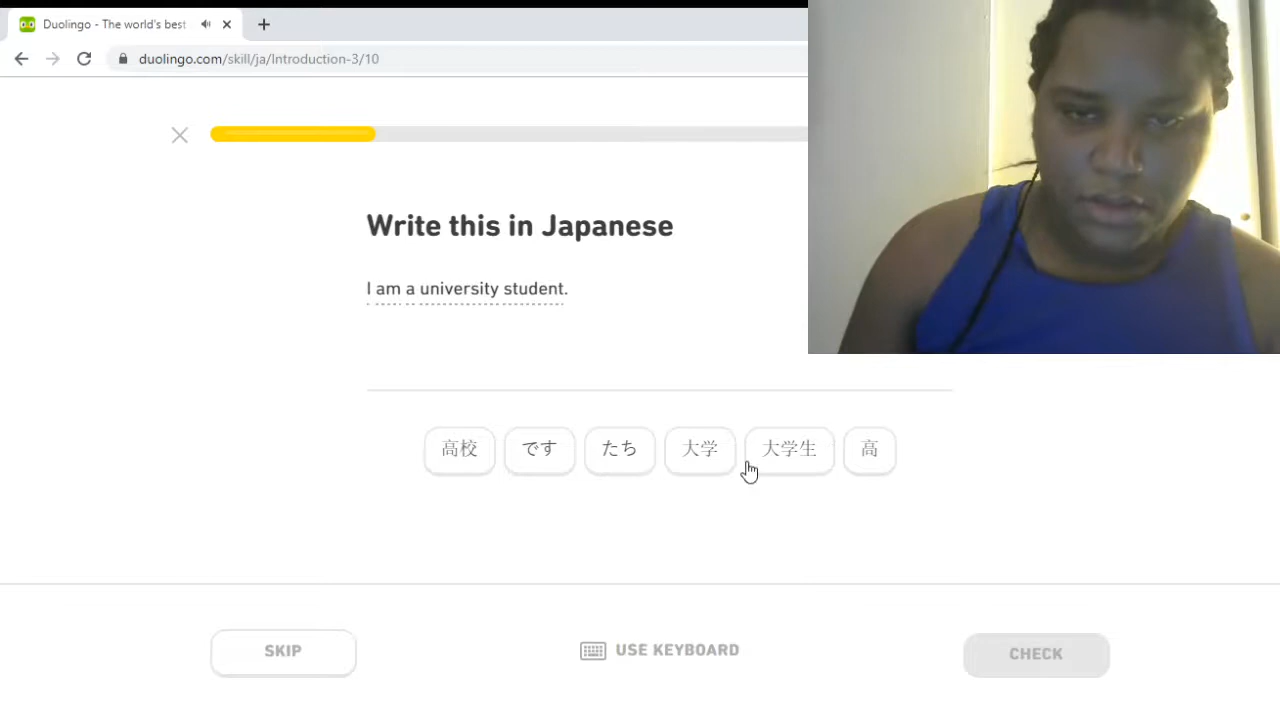 Duolingo - The world's best
duolingo.com/skill/ja/Introduction-3/10
Write this in Japanese
I am a university student.
高校 です たち 大学 大学生 高
SKIP USE KEYBOARD CHECK